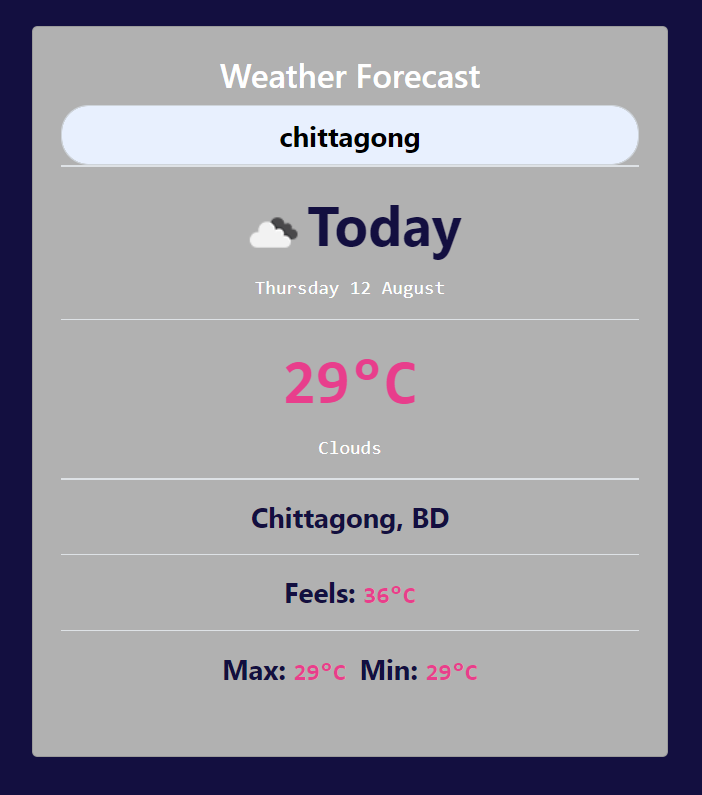 Weather Forecast
chittagong
Today
Thursday 12 August
29°C
Clouds
Chittagong, BD
Feels: 36°C
Max: 29°C Min: 29°C